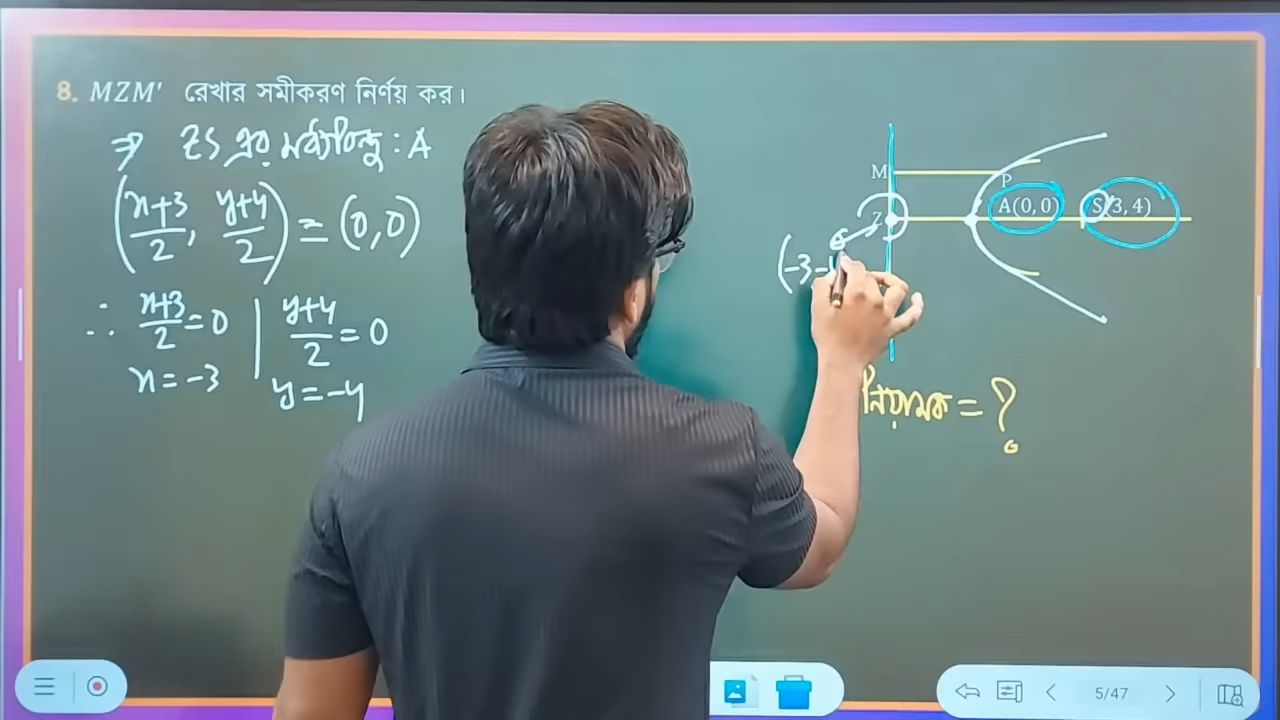 8. MZM' রেখার সমীকরণ নির্ণয় কর।
⇒ ZS এর মধ্যবিন্দু : A
(x+3/2, y+4/2) = (0,0)
∴ x+3/2 = 0 | y+4/2 = 0
x = -3
y = -4
M
P
Z
A(0, 0)
S(3, 4)
(-3
নিয়ামক = ?
5/47